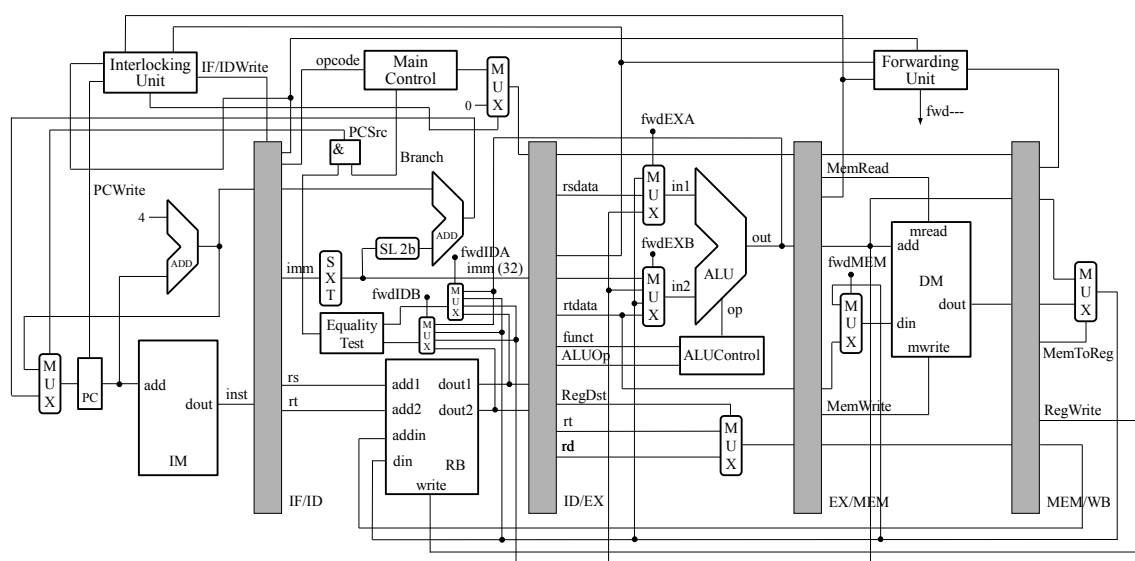 Interlocking
Unit
IF/IDWrite
opcode
Main
Control
M
U
X
0
Forwarding
Unit
fwd---
PCSrc
&
Branch
fwdEXA
PCWrite
4
ADD
MemRead
rsdata
M
U
X
in1
mread
add
DM
dout
din
mwrite
ADD
SL 2b
fwdIDA
imm (32)
fwdEXB
out
ALU
fwdMEM
imm
S
X
T
M
U
X
in2
M
U
X
M
U
X
fwdIDB
M
U
X
rtdata
op
M
U
X
Equality
Test
funct
ALUOp
ALUControl
MemToReg
M
U
X
PC
add
dout
inst
IM
rs
rt
add1
dout1
add2
dout2
addin
din
RB
write
RegDst
rt
rd
M
U
X
MemWrite
RegWrite
IF/ID
ID/EX
EX/MEM
MEM/WB